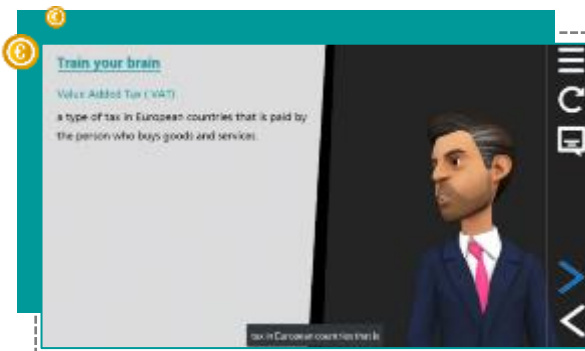 Train your brain
Value Added Tax (VAT)
a type of tax in European countries that is paid by
the person who buys goods and services.
tax in European countries that is